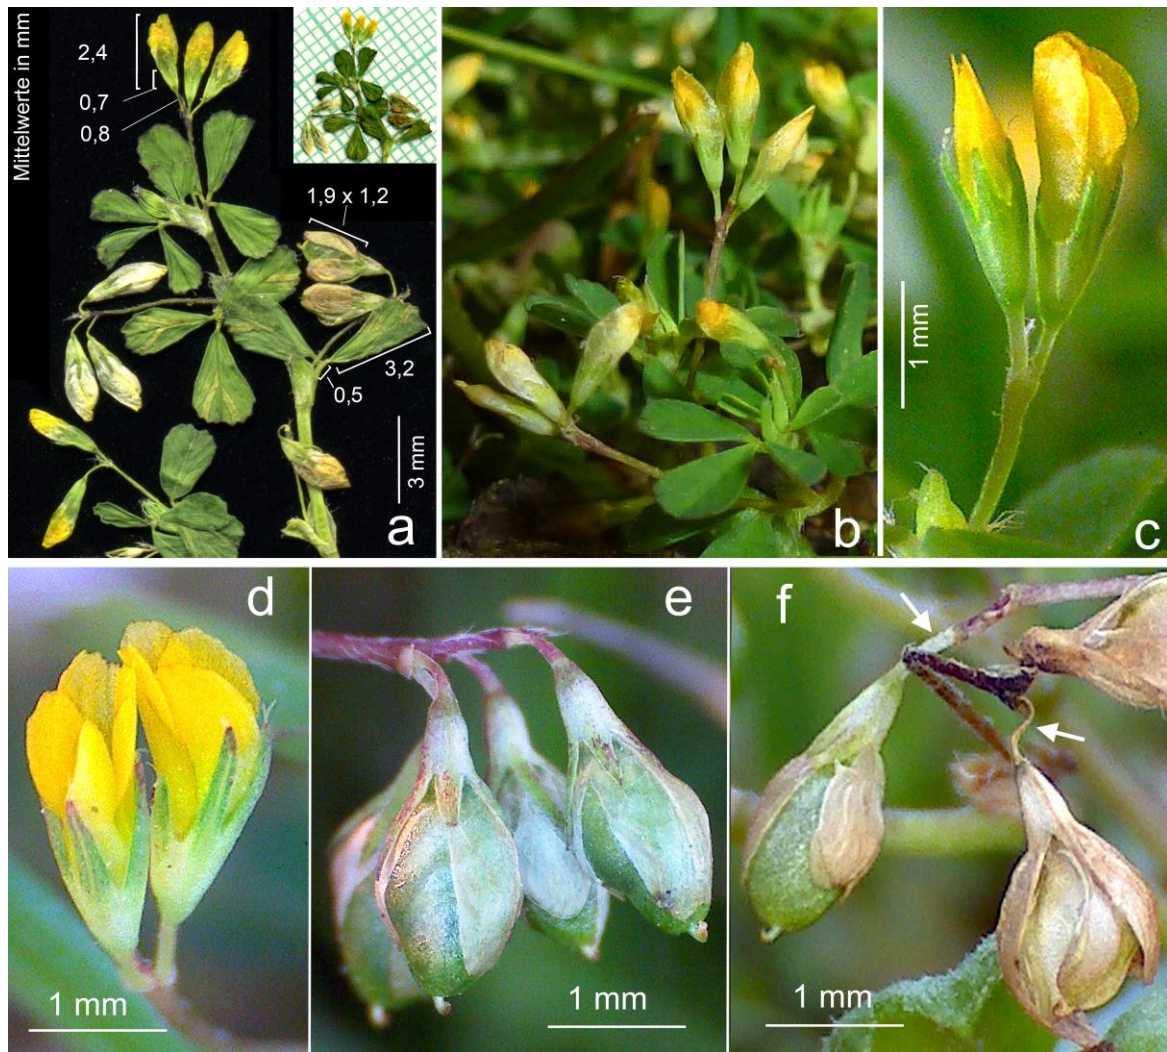 Mittelwerte in mm
2,4
0,7
0,8
1,9 x 1,2
3,2
0,5
3 mm
a
b
1 mm
c
d
1 mm
e
1 mm
f
1 mm